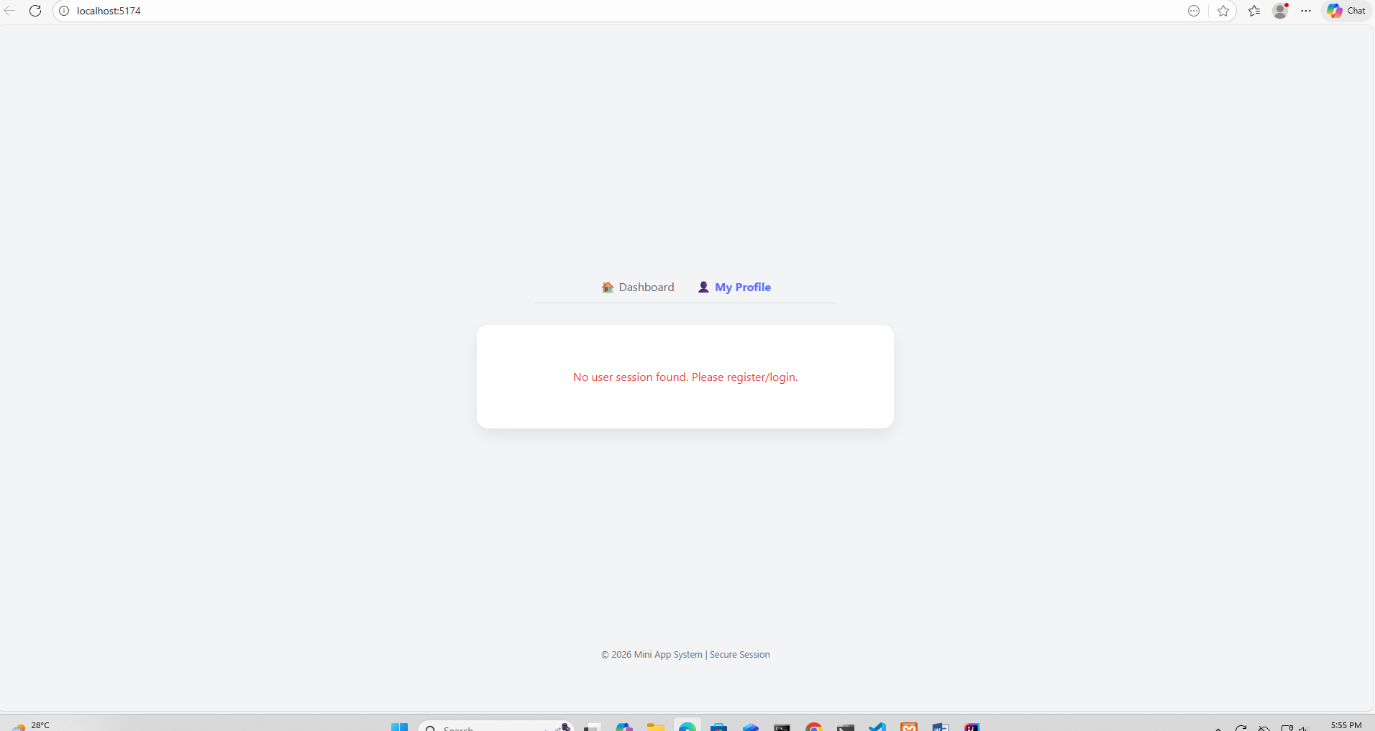 localhost:5174
Chat
Dashboard
My Profile
No user session found. Please register/login.
© 2026 Mini App System | Secure Session
28°C
Search
5:55 PM